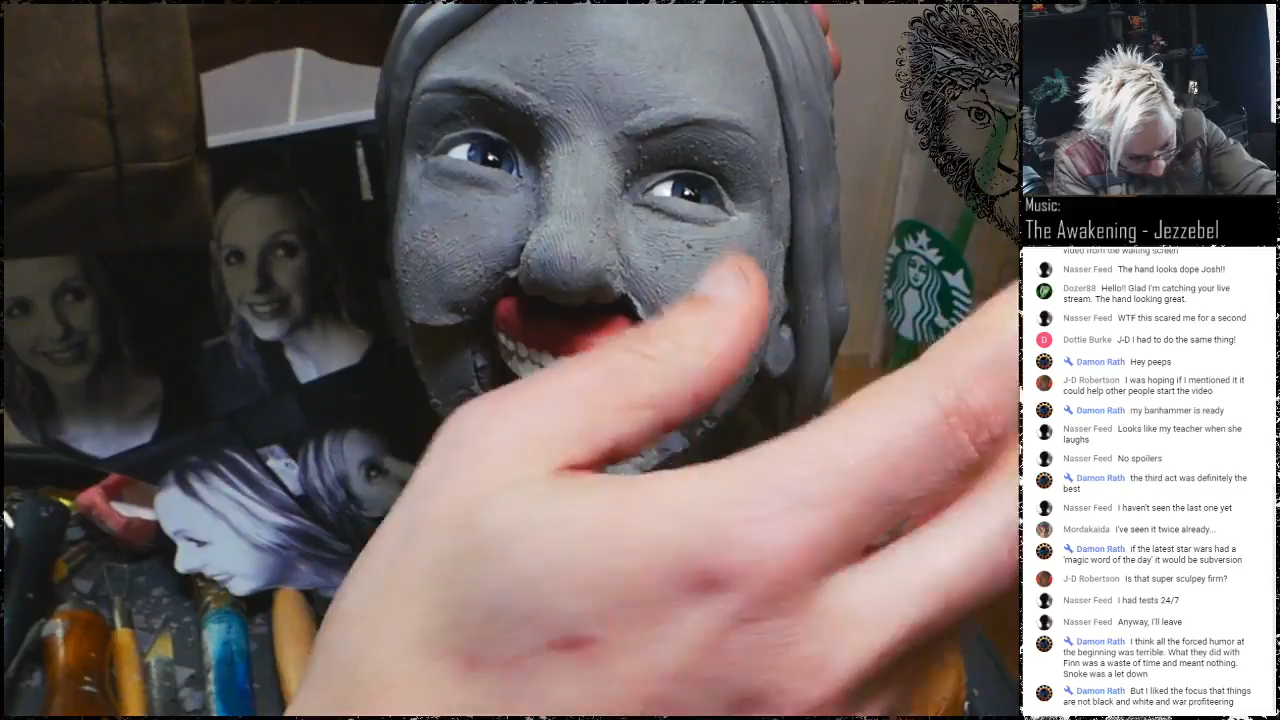 Music:
The Awakening - Jezzebel
video from the waiting screen
Nasser Feed The hand looks dope Josh!!
Dozer88 Hello!! Glad I'm catching your live
stream. The hand looking great.
Nasser Feed WTF this scared me for a second
D Dottie Burke J-D I had to do the same thing!
Damon Rath Hey peeps
J-D Robertson I was hoping if I mentioned it it
could help other people start the video
Damon Rath my banhammer is ready
Nasser Feed Looks like my teacher when she
laughs
Nasser Feed No spoilers
Damon Rath the third act was definitely the
best
Nasser Feed I haven't seen the last one yet
Mordakaida I've seen it twice already...
Damon Rath if the latest star wars had a
'magic word of the day' it would be subversion
J-D Robertson Is that super sculpey firm?
Nasser Feed I had tests 24/7
Nasser Feed Anyway, I'll leave
Damon Rath I think all the forced humor at
the beginning was terrible. What they did with
Finn was a waste of time and meant nothing.
Snoke was a let down
Damon Rath But I liked the focus that things
are not black and white and war profiteering